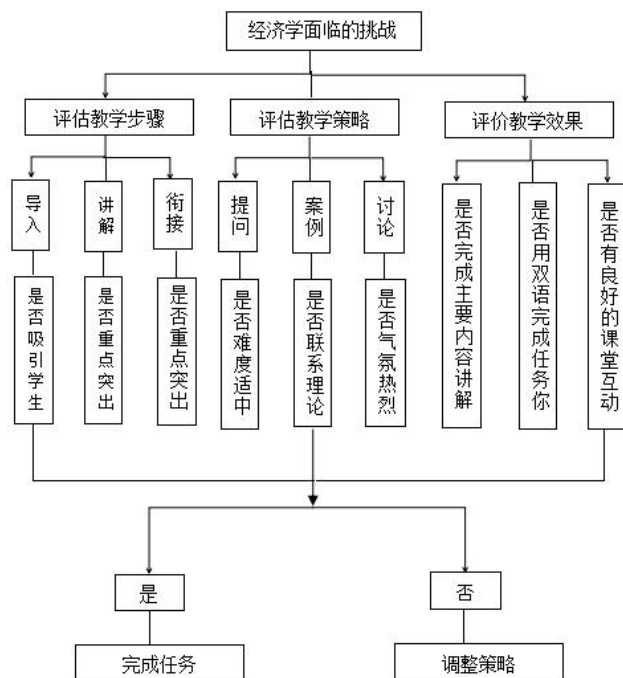 经济学面临的挑战
评估教学步骤
评估教学策略
评价教学效果
导入
讲解
衔接
提问
案例
讨论
是否吸引学生
是否重点突出
是否重点突出
是否难度适中
是否联系理论
是否气氛热烈
是否完成主要内容讲解
是否用双语完成任务你
是否有良好的课堂互动
是
否
完成任务
调整策略